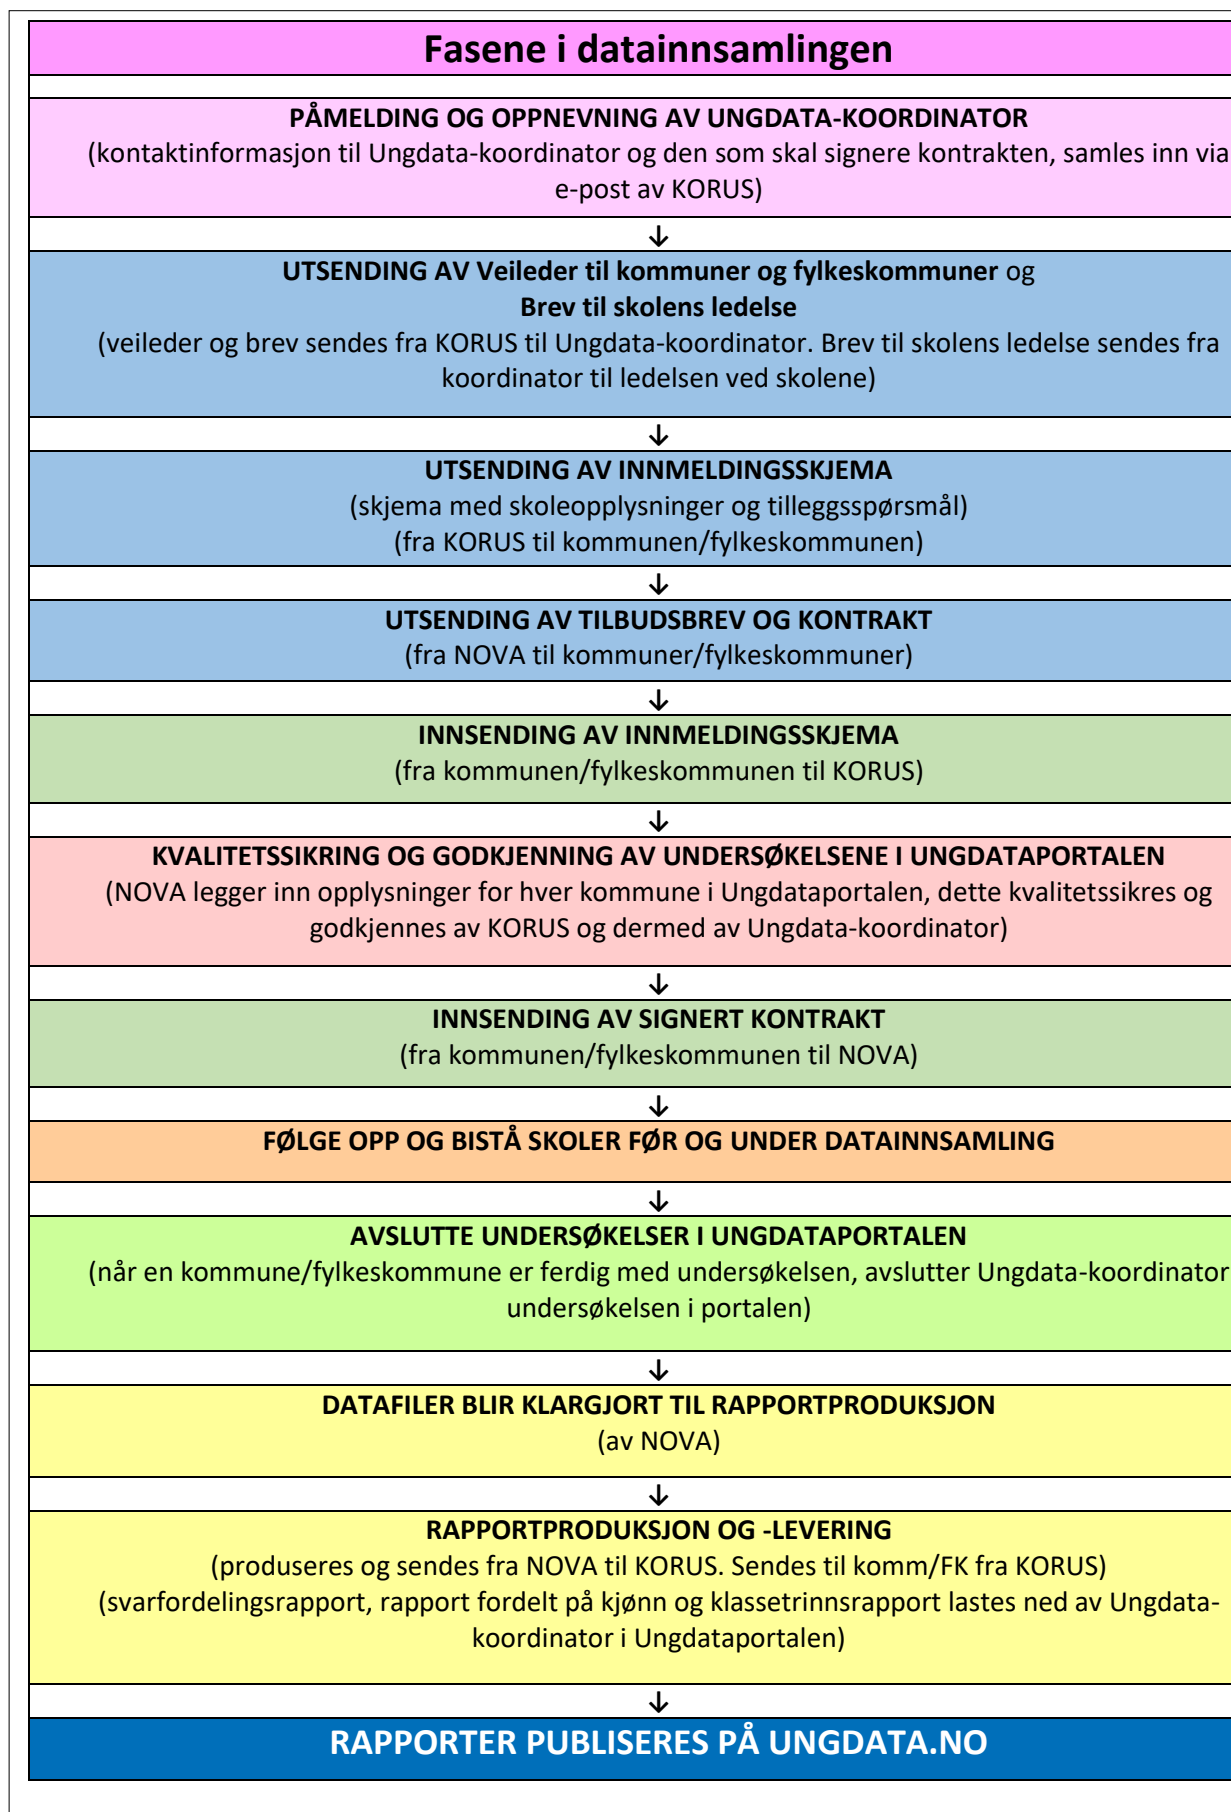 Fasene i datainnsamlingen
PÅMELDING OG OPPNEVNING AV UNGDATA-KOORDINATOR
(kontaktinformasjon til Ungdata-koordinator og den som skal signere kontrakten, samles inn via
e-post av KORUS)
↓
UTSENDING AV Veileder til kommuner og fylkeskommuner og
Brev til skolens ledelse
(veileder og brev sendes fra KORUS til Ungdata-koordinator. Brev til skolens ledelse sendes fra
koordinator til ledelsen ved skolene)
↓
UTSENDING AV INNMELDINGSSKJEMA
(skjema med skoleopplysninger og tilleggsspørsmål)
(fra KORUS til kommunen/fylkeskommunen)
↓
UTSENDING AV TILBUDSBREV OG KONTRAKT
(fra NOVA til kommuner/fylkeskommuner)
↓
INNSENDING AV INNMELDINGSSKJEMA
(fra kommunen/fylkeskommunen til KORUS)
↓
KVALITETSSIKRING OG GODKJENNING AV UNDERSØKELSENE I UNGDATAPORTALEN
(NOVA legger inn opplysninger for hver kommune i Ungdataportalen, dette kvalitetssikres og
godkjennes av KORUS og dermed av Ungdata-koordinator)
↓
INNSENDING AV SIGNERT KONTRAKT
(fra kommunen/fylkeskommunen til NOVA)
↓
FØLGE OPP OG BISTÅ SKOLER FØR OG UNDER DATAINNSAMLING
↓
AVSLUTTE UNDERSØKELSER I UNGDATAPORTALEN
(når en kommune/fylkeskommune er ferdig med undersøkelsen, avslutter Ungdata-koordinator
undersøkelsen i portalen)
↓
DATAFILER BLIR KLARGJORT TIL RAPPORTPRODUKSJON
(av NOVA)
↓
RAPPORTPRODUKSJON OG -LEVERING
(produseres og sendes fra NOVA til KORUS. Sendes til komm/FK fra KORUS)
(svarfordelingsrapport, rapport fordelt på kjønn og klassetrinnsrapport lastes ned av Ungdata-
koordinator i Ungdataportalen)
↓
RAPPORTER PUBLISERES PÅ UNGDATA.NO